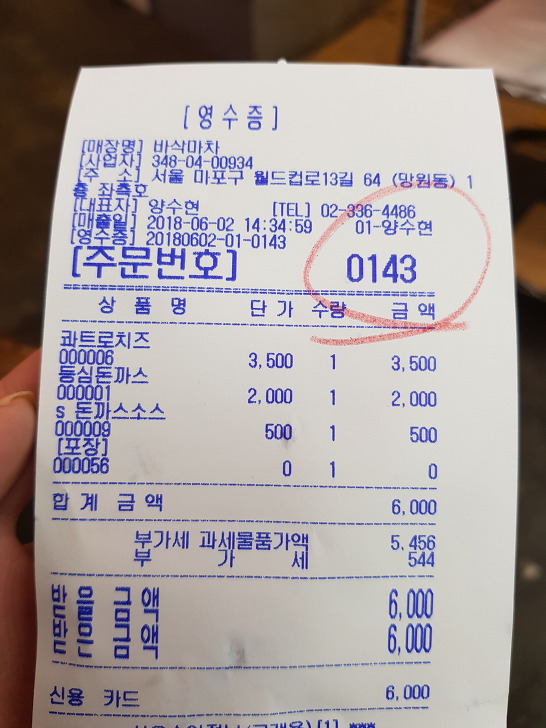 [영수증]
[매장명] 바삭마차
[사업자] 348-04-00934
[주 소] 서울 마포구 월드컵로13길 64 (망원동) 1
층 좌측호
[대표자] 양수현 [TEL] 02-336-4486
[매출일] 2018-06-02 14:34:59 01-양수현
[영수증] 20180602-01-0143
[주문번호] 0143
상 품 명 단 가 수량 금 액
콰트로치즈
000006 3,500 1 3,500
등심돈까스
000001 2,000 1 2,000
s 돈까스소스
000009 500 1 500
[포장]
000056 0 1 0
합 계 금 액 6,000
부가세 과세물품가액 5,456
부 가 세 544
받 을 금 액 6,000
받 은 금 액 6,000
신용 카드 6,000